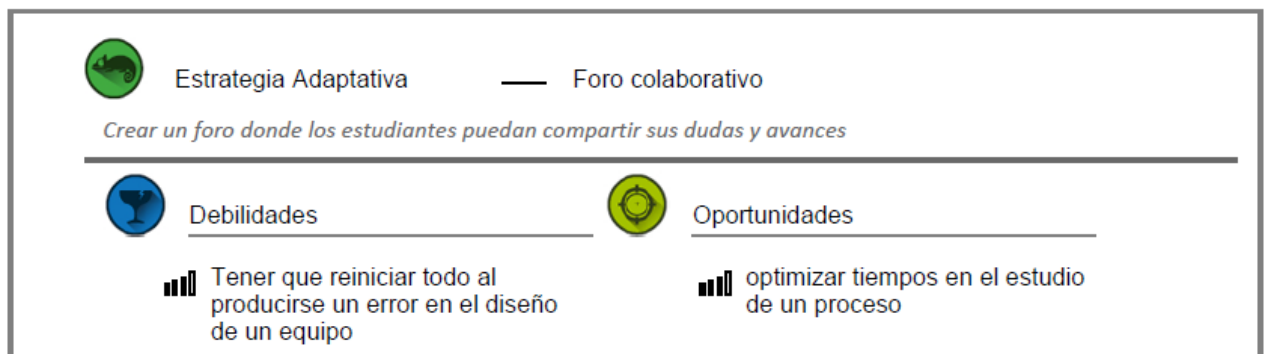 Estrategia Adaptativa — Foro colaborativo
Crear un foro donde los estudiantes puedan compartir sus dudas y avances
Debilidades
Tener que reiniciar todo al
producirse un error en el diseño
de un equipo
Oportunidades
optimizar tiempos en el estudio
de un proceso